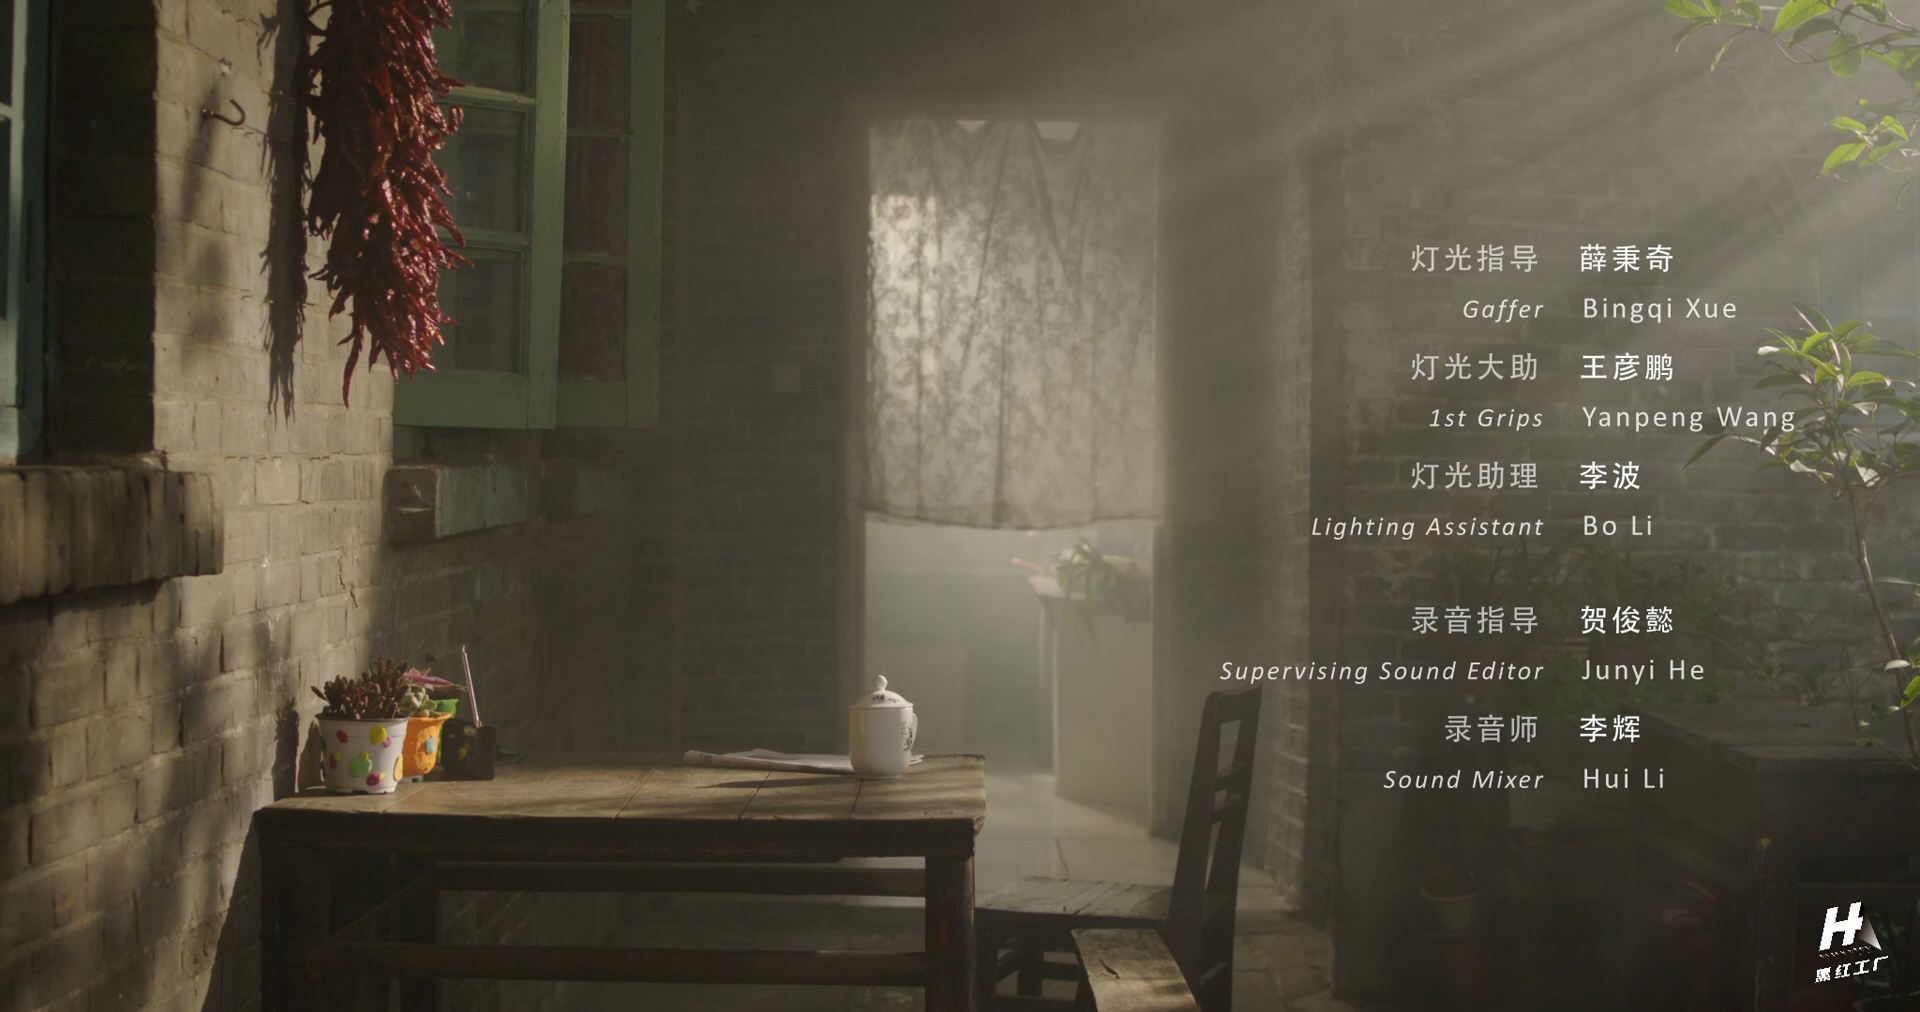 灯光指导 薛秉奇
Gaffer Bingqi Xue
灯光大助 王彦鹏
1st Grips Yanpeng Wang
灯光助理 李波
Lighting Assistant Bo Li
录音指导 贺俊懿
Supervising Sound Editor Junyi He
录音师 李辉
Sound Mixer Hui Li
H
黑红工厂